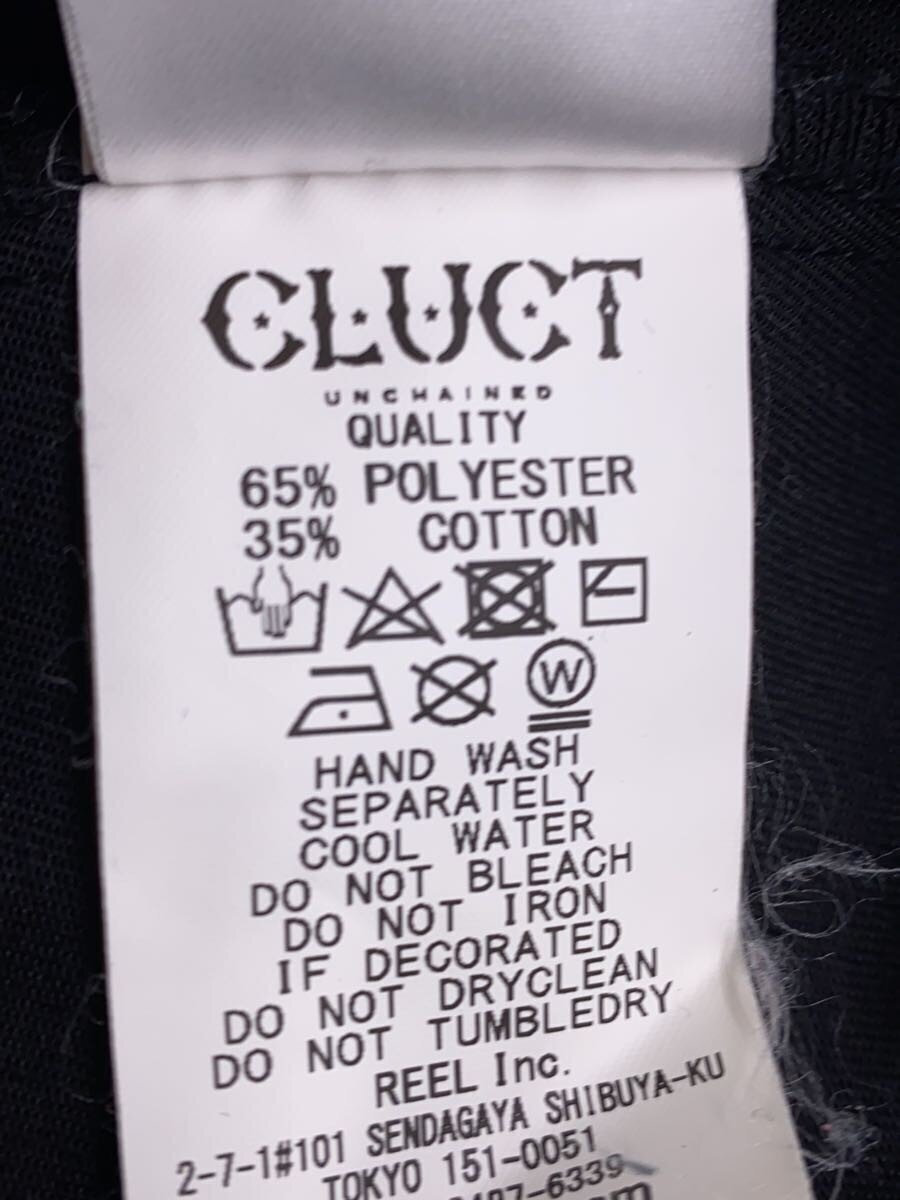 CLUCT
UNCHAINED
QUALITY
65% POLYESTER
35% COTTON
W
HAND WASH
SEPARATELY
COOL WATER
DO NOT BLEACH
DO NOT IRON
IF DECORATED
DO NOT DRYCLEAN
DO NOT TUMBLEDRY
REEL Inc.
2-7-1#101 SENDAGAYA SHIBUYA-KU
TOKYO 151-0051